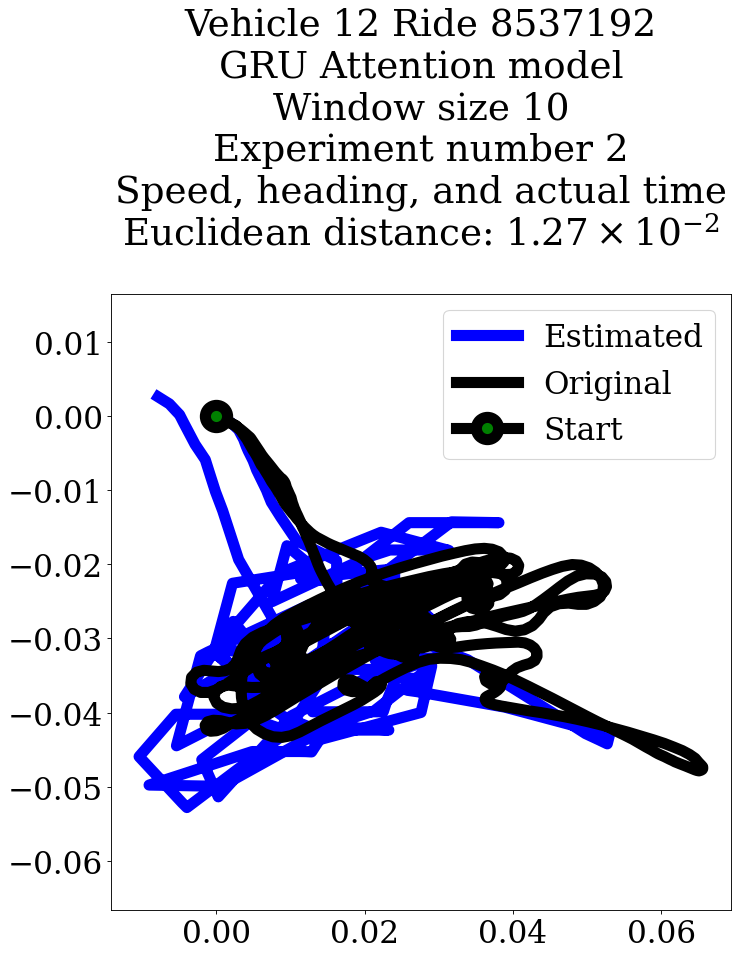 Vehicle 12 Ride 8537192
GRU Attention model
Window size 10
Experiment number 2
Speed, heading, and actual time
Euclidean distance: 1.27 × 10⁻²
Estimated
Original
Start
0.01
0.00
−0.01
−0.02
−0.03
−0.04
−0.05
−0.06
0.00 0.02 0.04 0.06